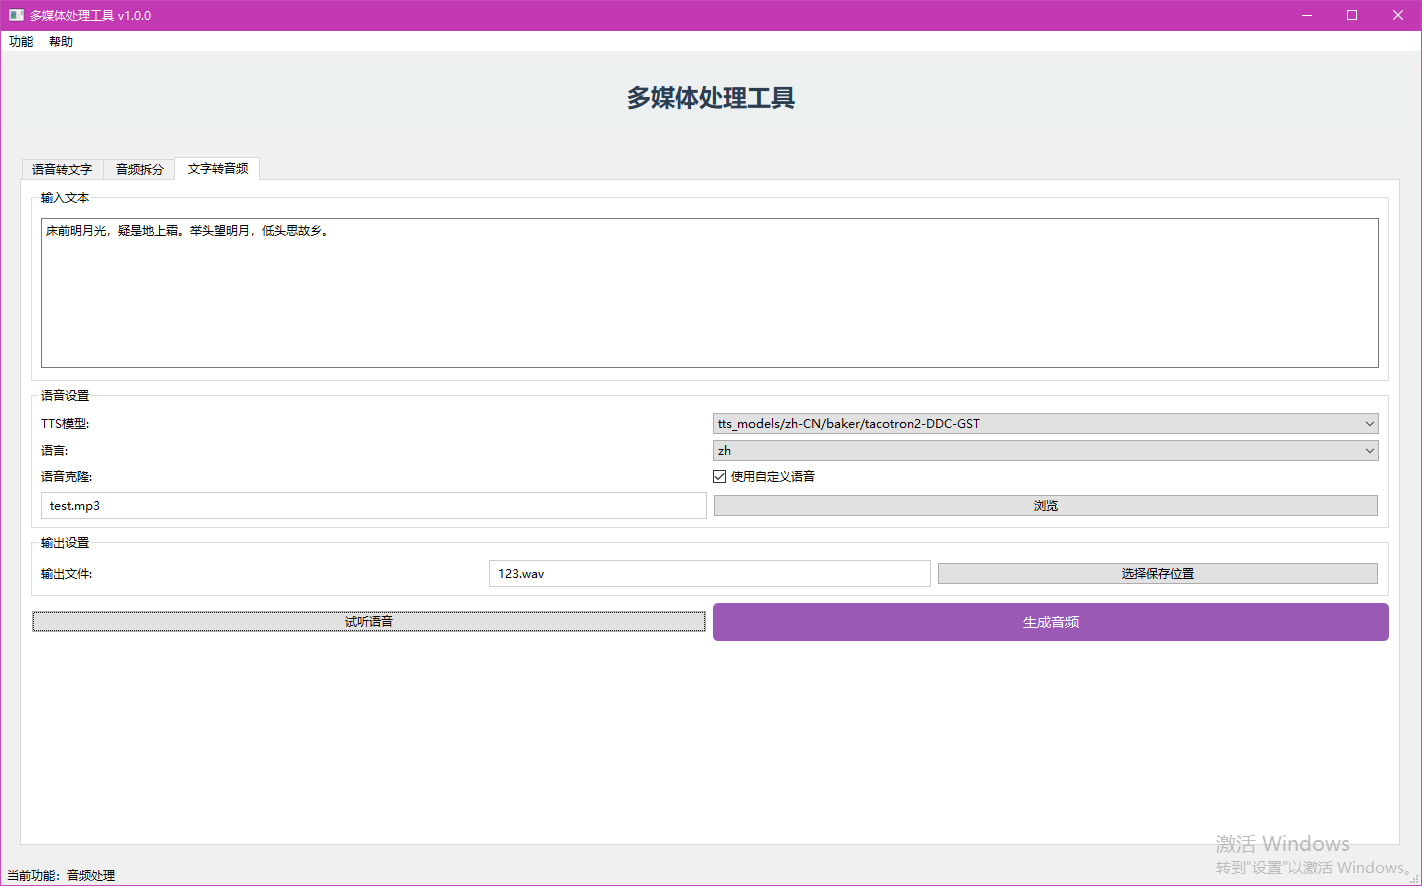 多媒体处理工具 v1.0.0
功能 帮助
多媒体处理工具
语音转文字 音频拆分 文字转音频
输入文本
床前明月光，疑是地上霜。举头望明月，低头思故乡。
语音设置
TTS模型: tts_models/zh-CN/baker/tacotron2-DDC-GST
语言: zh
语音克隆: 使用自定义语音
test.mp3 浏览
输出设置
输出文件: 123.wav 选择保存位置
试听语音 生成音频
激活 Windows
转到"设置"以激活 Windows。
当前功能：音频处理